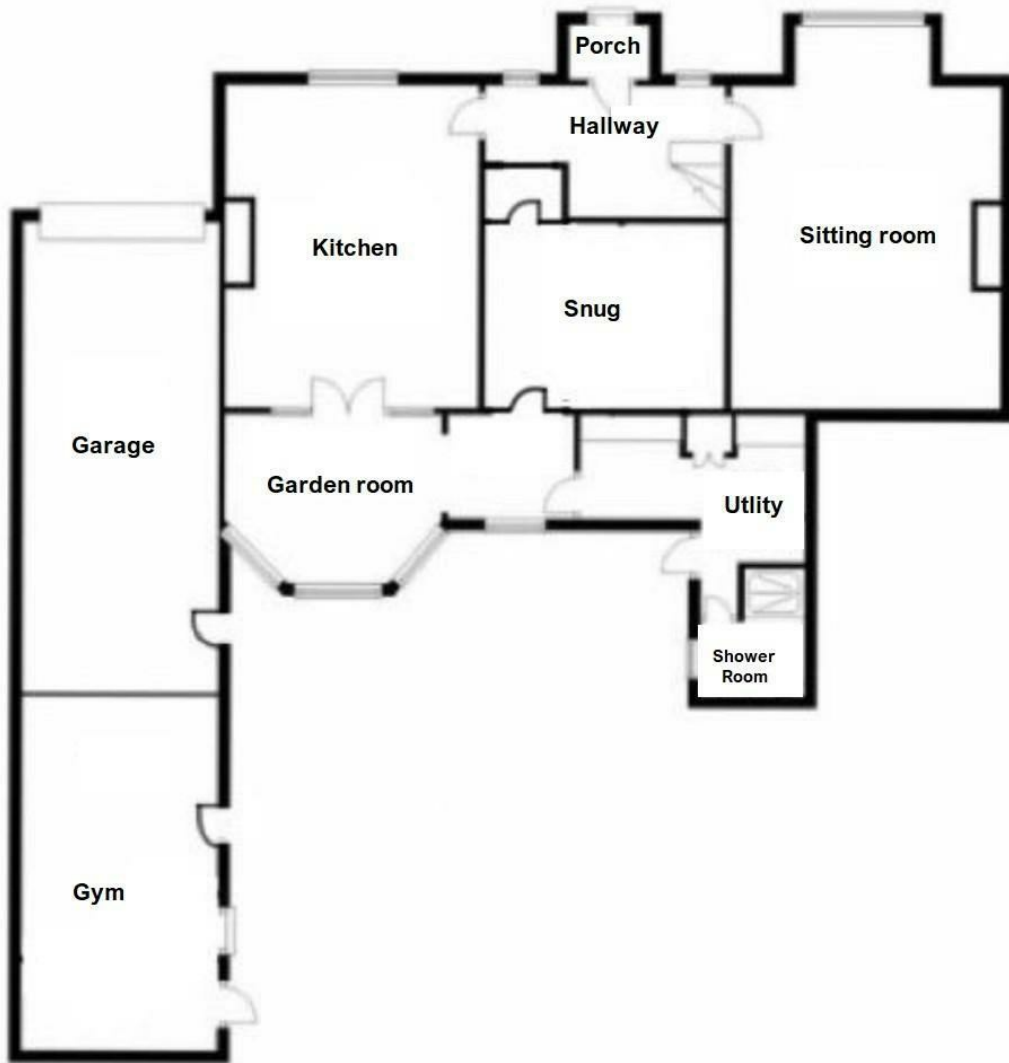 Porch
Hallway
Sitting room
Kitchen
Snug
Garage
Garden room
Utlity
Shower
Room
Gym